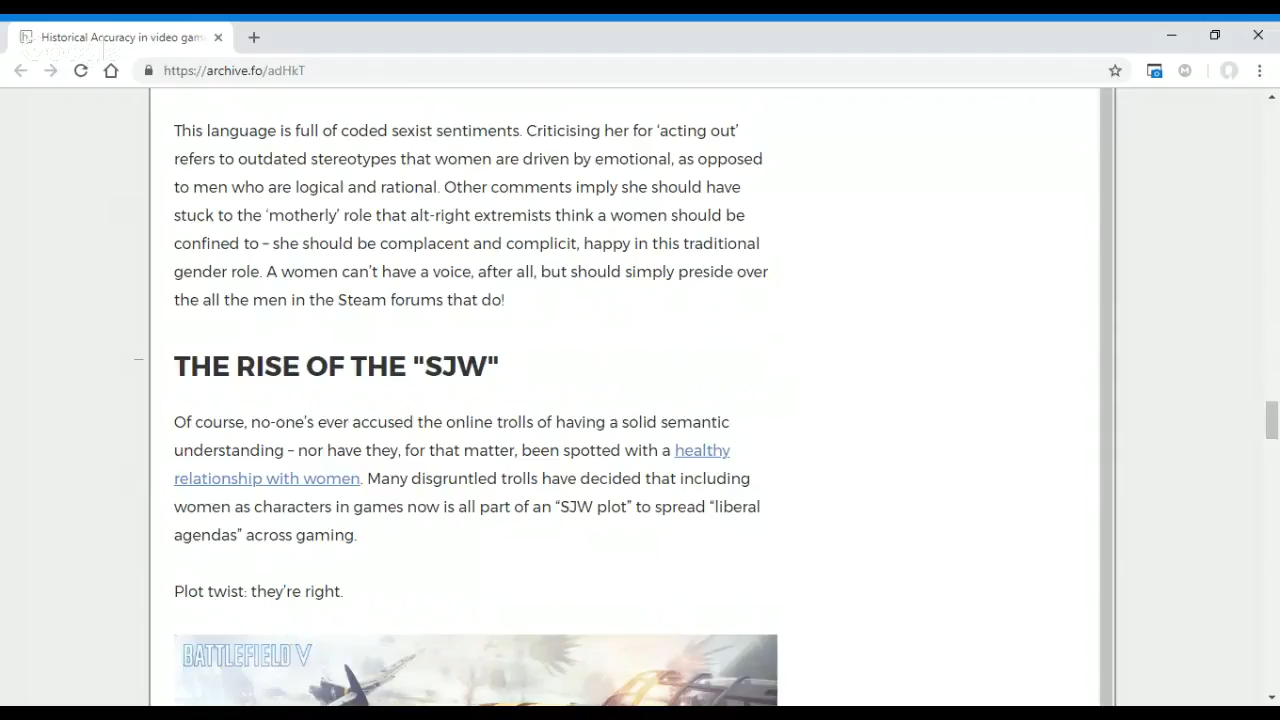 Historical Accuracy in video gam
https://archive.fo/adHkT
This language is full of coded sexist sentiments. Criticising her for ‘acting out’
refers to outdated stereotypes that women are driven by emotional, as opposed
to men who are logical and rational. Other comments imply she should have
stuck to the ‘motherly’ role that alt-right extremists think a women should be
confined to – she should be complacent and complicit, happy in this traditional
gender role. A women can’t have a voice, after all, but should simply preside over
the all the men in the Steam forums that do!
THE RISE OF THE "SJW"
Of course, no-one’s ever accused the online trolls of having a solid semantic
understanding – nor have they, for that matter, been spotted with a healthy
relationship with women. Many disgruntled trolls have decided that including
women as characters in games now is all part of an “SJW plot” to spread “liberal
agendas” across gaming.
Plot twist: they’re right.
BATTLEFIELD V